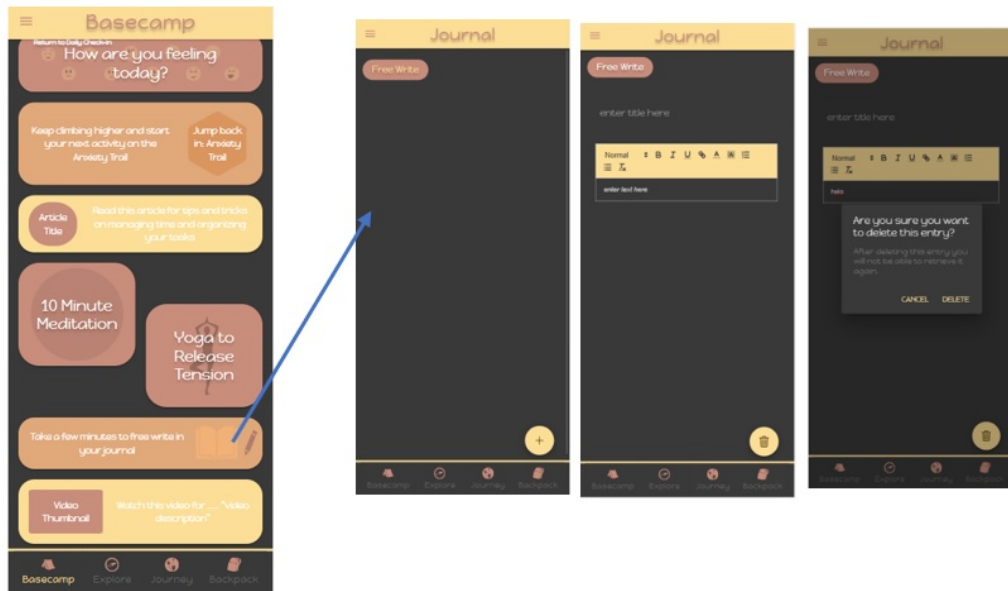 Basecamp
Return to Daily Check-in
How are you feeling
today?
Keep climbing higher and start
your next activity on the
Anxiety Trail
Jump back
in: Anxiety
Trail
Article
Title
Read this article for tips and tricks
on managing time and organizing
your tasks
10 Minute
Meditation
Yoga to
Release
Tension
Take a few minutes to free write in
your journal
Video
Thumbnail
Watch this video for ..... "video
description"
Basecamp Explore Journey Backpack
Journal
Free Write
+
Basecamp Explore Journey Backpack
Journal
Free Write
enter title here
Normal B I U A
enter text here
Basecamp Explore Journey Backpack
Journal
Free Write
enter title here
Normal B I U A
Are you sure you want
to delete this entry?
After deleting this entry you
will not be able to retrieve it
again.
CANCEL DELETE
Basecamp Explore Journey Backpack